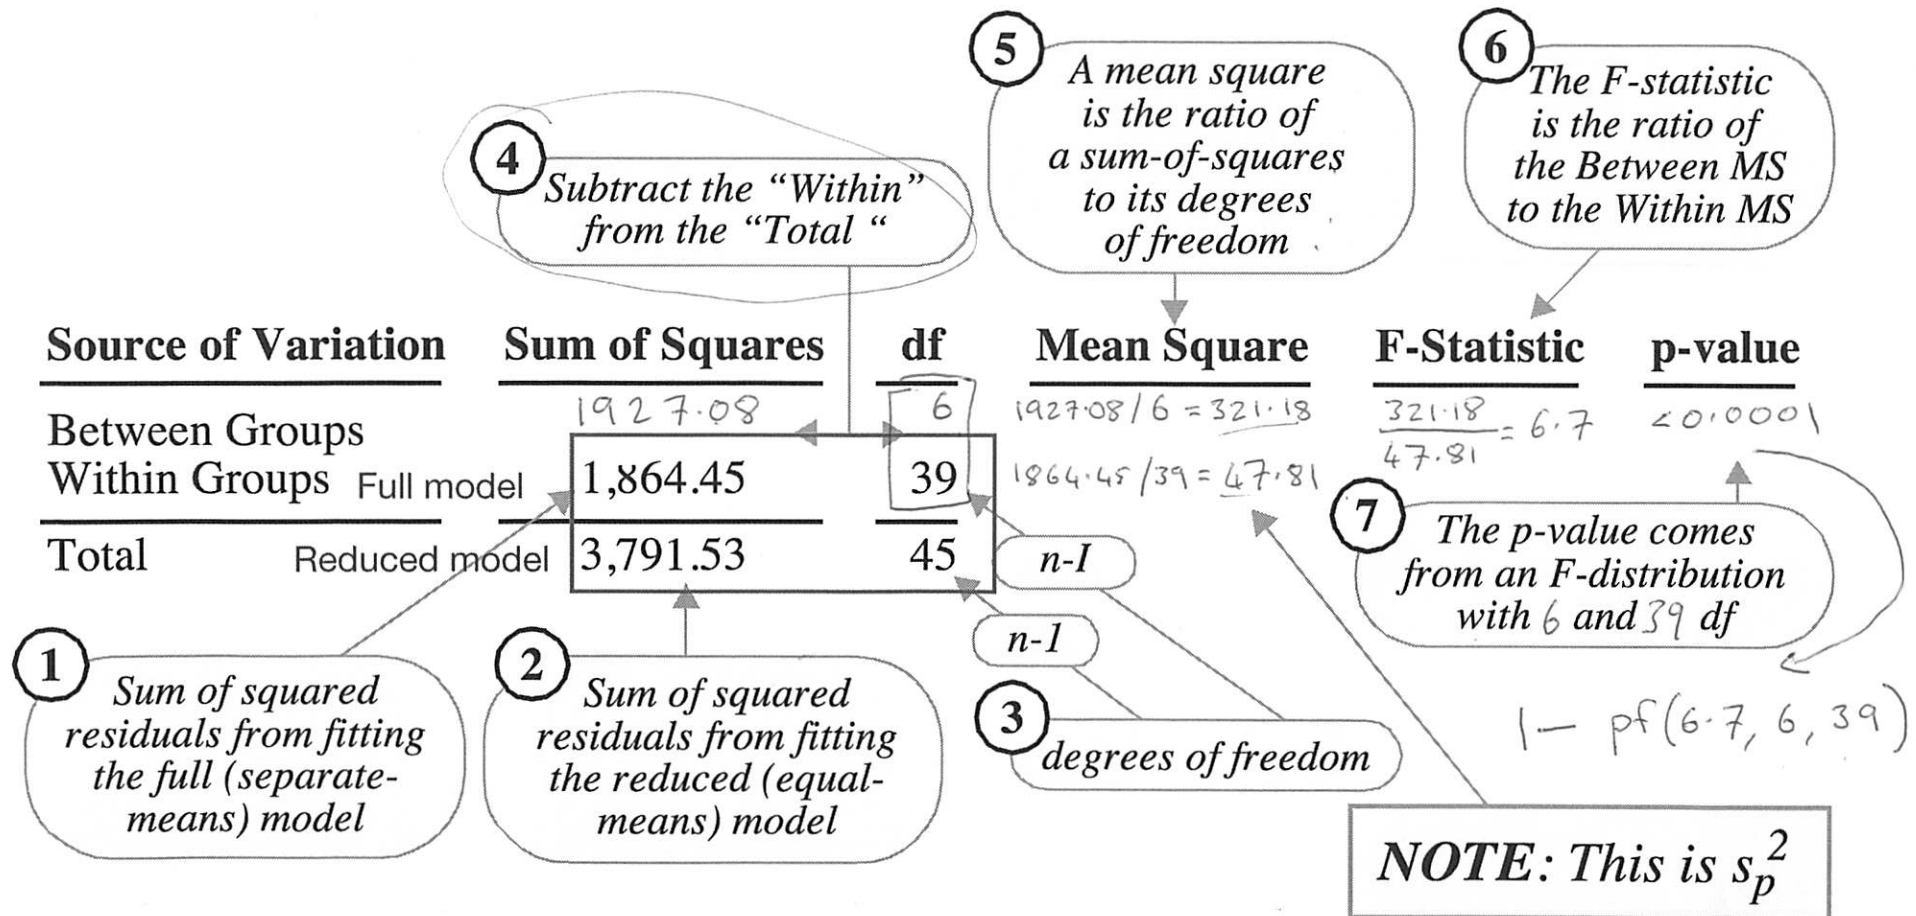 5
A mean square
is the ratio of
a sum-of-squares
to its degrees
of freedom
6
The F-statistic
is the ratio of
the Between MS
to the Within MS
4
Subtract the “Within”
from the “Total “
Source of Variation Sum of Squares df Mean Square F-Statistic p-value
Between Groups 1927.08 6 1927.08/6 = 321.18 321.18/47.81 = 6.7 <0.0001
Within Groups Full model 1,864.45 39 1864.45/39 = 47.81
Total Reduced model 3,791.53 45
n-I
n-1
7
The p-value comes
from an F-distribution
with 6 and 39 df
1
Sum of squared
residuals from fitting
the full (separate-
means) model
2
Sum of squared
residuals from fitting
the reduced (equal-
means) model
3
degrees of freedom
1 - pf(6.7, 6, 39)
NOTE: This is sp²